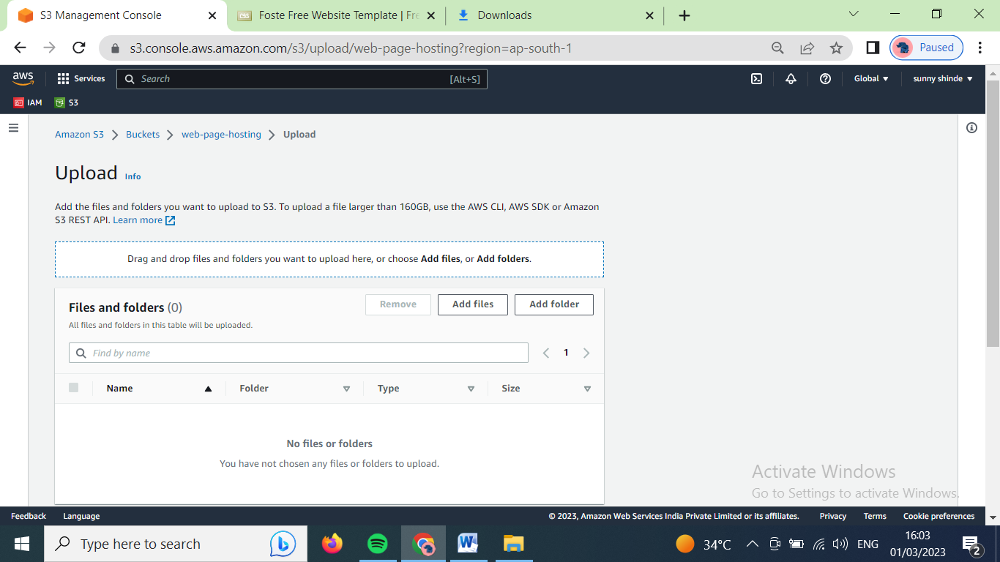 S3 Management Console
Foste Free Website Template | Fre
Downloads
s3.console.aws.amazon.com/s3/upload/web-page-hosting?region=ap-south-1
Paused
aws
Services
Search
[Alt+S]
Global
sunny shinde
IAM
S3
Amazon S3
Buckets
web-page-hosting
Upload
Upload
Info
Add the files and folders you want to upload to S3. To upload a file larger than 160GB, use the AWS CLI, AWS SDK or Amazon
S3 REST API. Learn more
Drag and drop files and folders you want to upload here, or choose Add files, or Add folders.
Files and folders (0)
Remove
Add files
Add folder
All files and folders in this table will be uploaded.
Find by name
1
Name
Folder
Type
Size
No files or folders
You have not chosen any files or folders to upload.
Activate Windows
Go to Settings to activate Windows.
Feedback
Language
© 2023, Amazon Web Services India Private Limited or its affiliates.
Privacy
Terms
Cookie preferences
Type here to search
34°C
ENG
16:03
01/03/2023
2